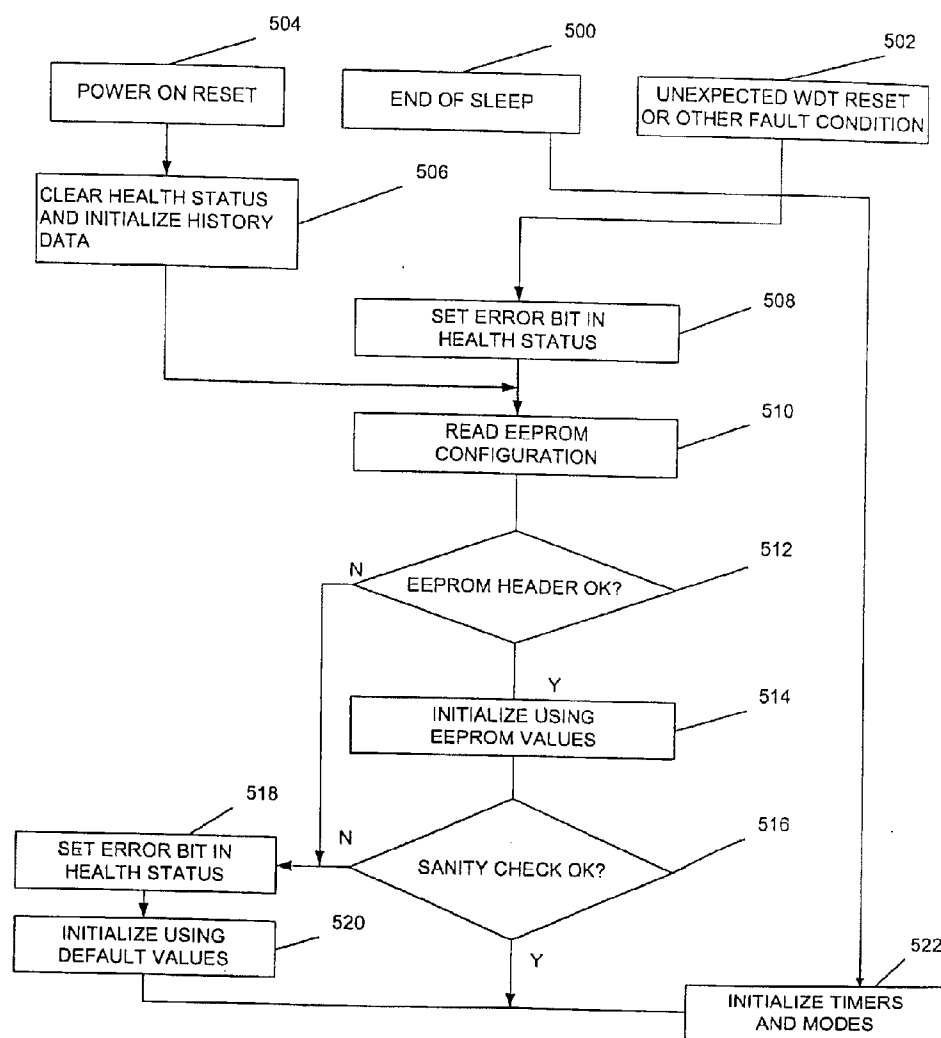 504
500
502
POWER ON RESET
END OF SLEEP
UNEXPECTED WDT RESET
OR OTHER FAULT CONDITION
506
CLEAR HEALTH STATUS
AND INITIALIZE HISTORY
DATA
508
SET ERROR BIT IN
HEALTH STATUS
510
READ EEPROM
CONFIGURATION
512
N
EEPROM HEADER OK?
Y
514
INITIALIZE USING
EEPROM VALUES
518
516
N
SET ERROR BIT IN
HEALTH STATUS
SANITY CHECK OK?
520
INITIALIZE USING
DEFAULT VALUES
Y
522
INITIALIZE TIMERS
AND MODES